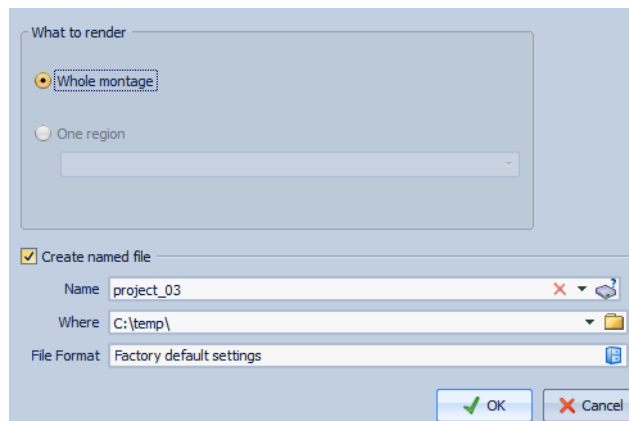 What to render
Whole montage
One region
Create named file
Name project_03
Where C:\temp\
File Format Factory default settings
OK Cancel